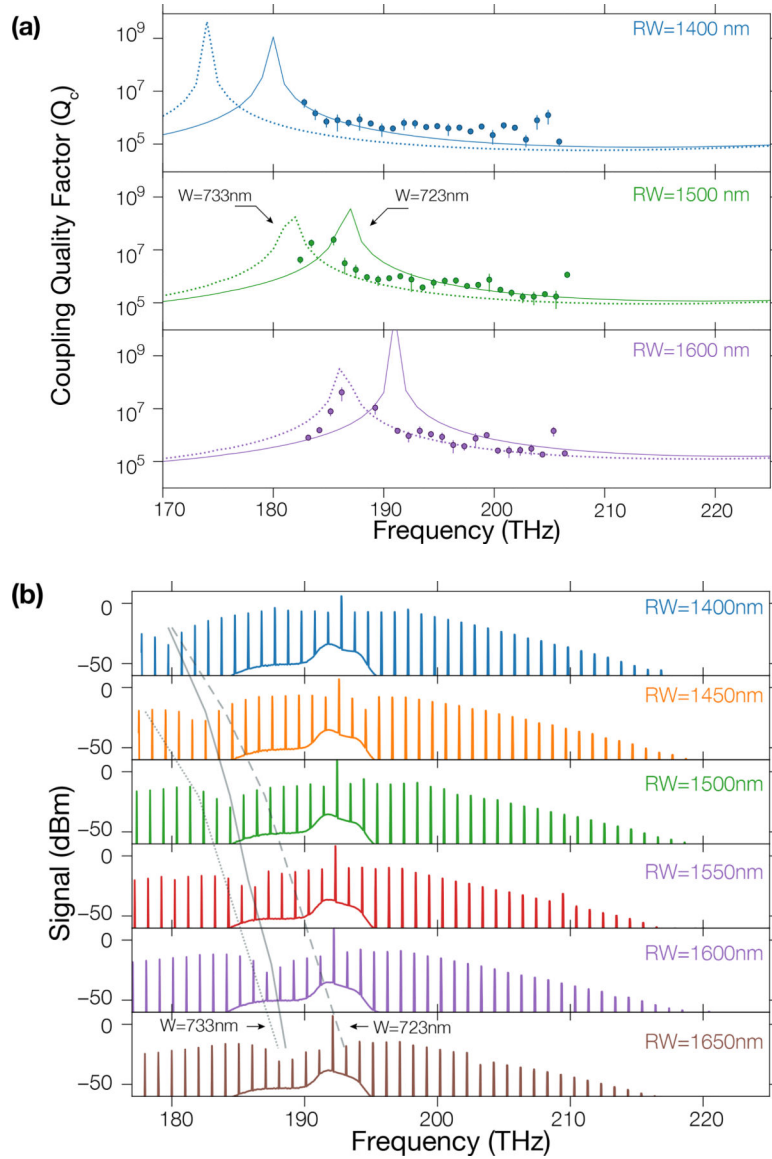 (a)
RW=1400 nm
10⁹
10⁷
10⁵
W=733nm
W=723nm
RW=1500 nm
10⁹
10⁷
10⁵
RW=1600 nm
10⁹
10⁷
10⁵
Coupling Quality Factor (Qc)
170 180 190 200 210 220
Frequency (THz)
(b)
RW=1400nm
0
−50
RW=1450nm
0
−50
RW=1500nm
0
−50
RW=1550nm
0
−50
RW=1600nm
0
−50
W=733nm
W=723nm
RW=1650nm
0
−50
Signal (dBm)
180 190 200 210 220
Frequency (THz)